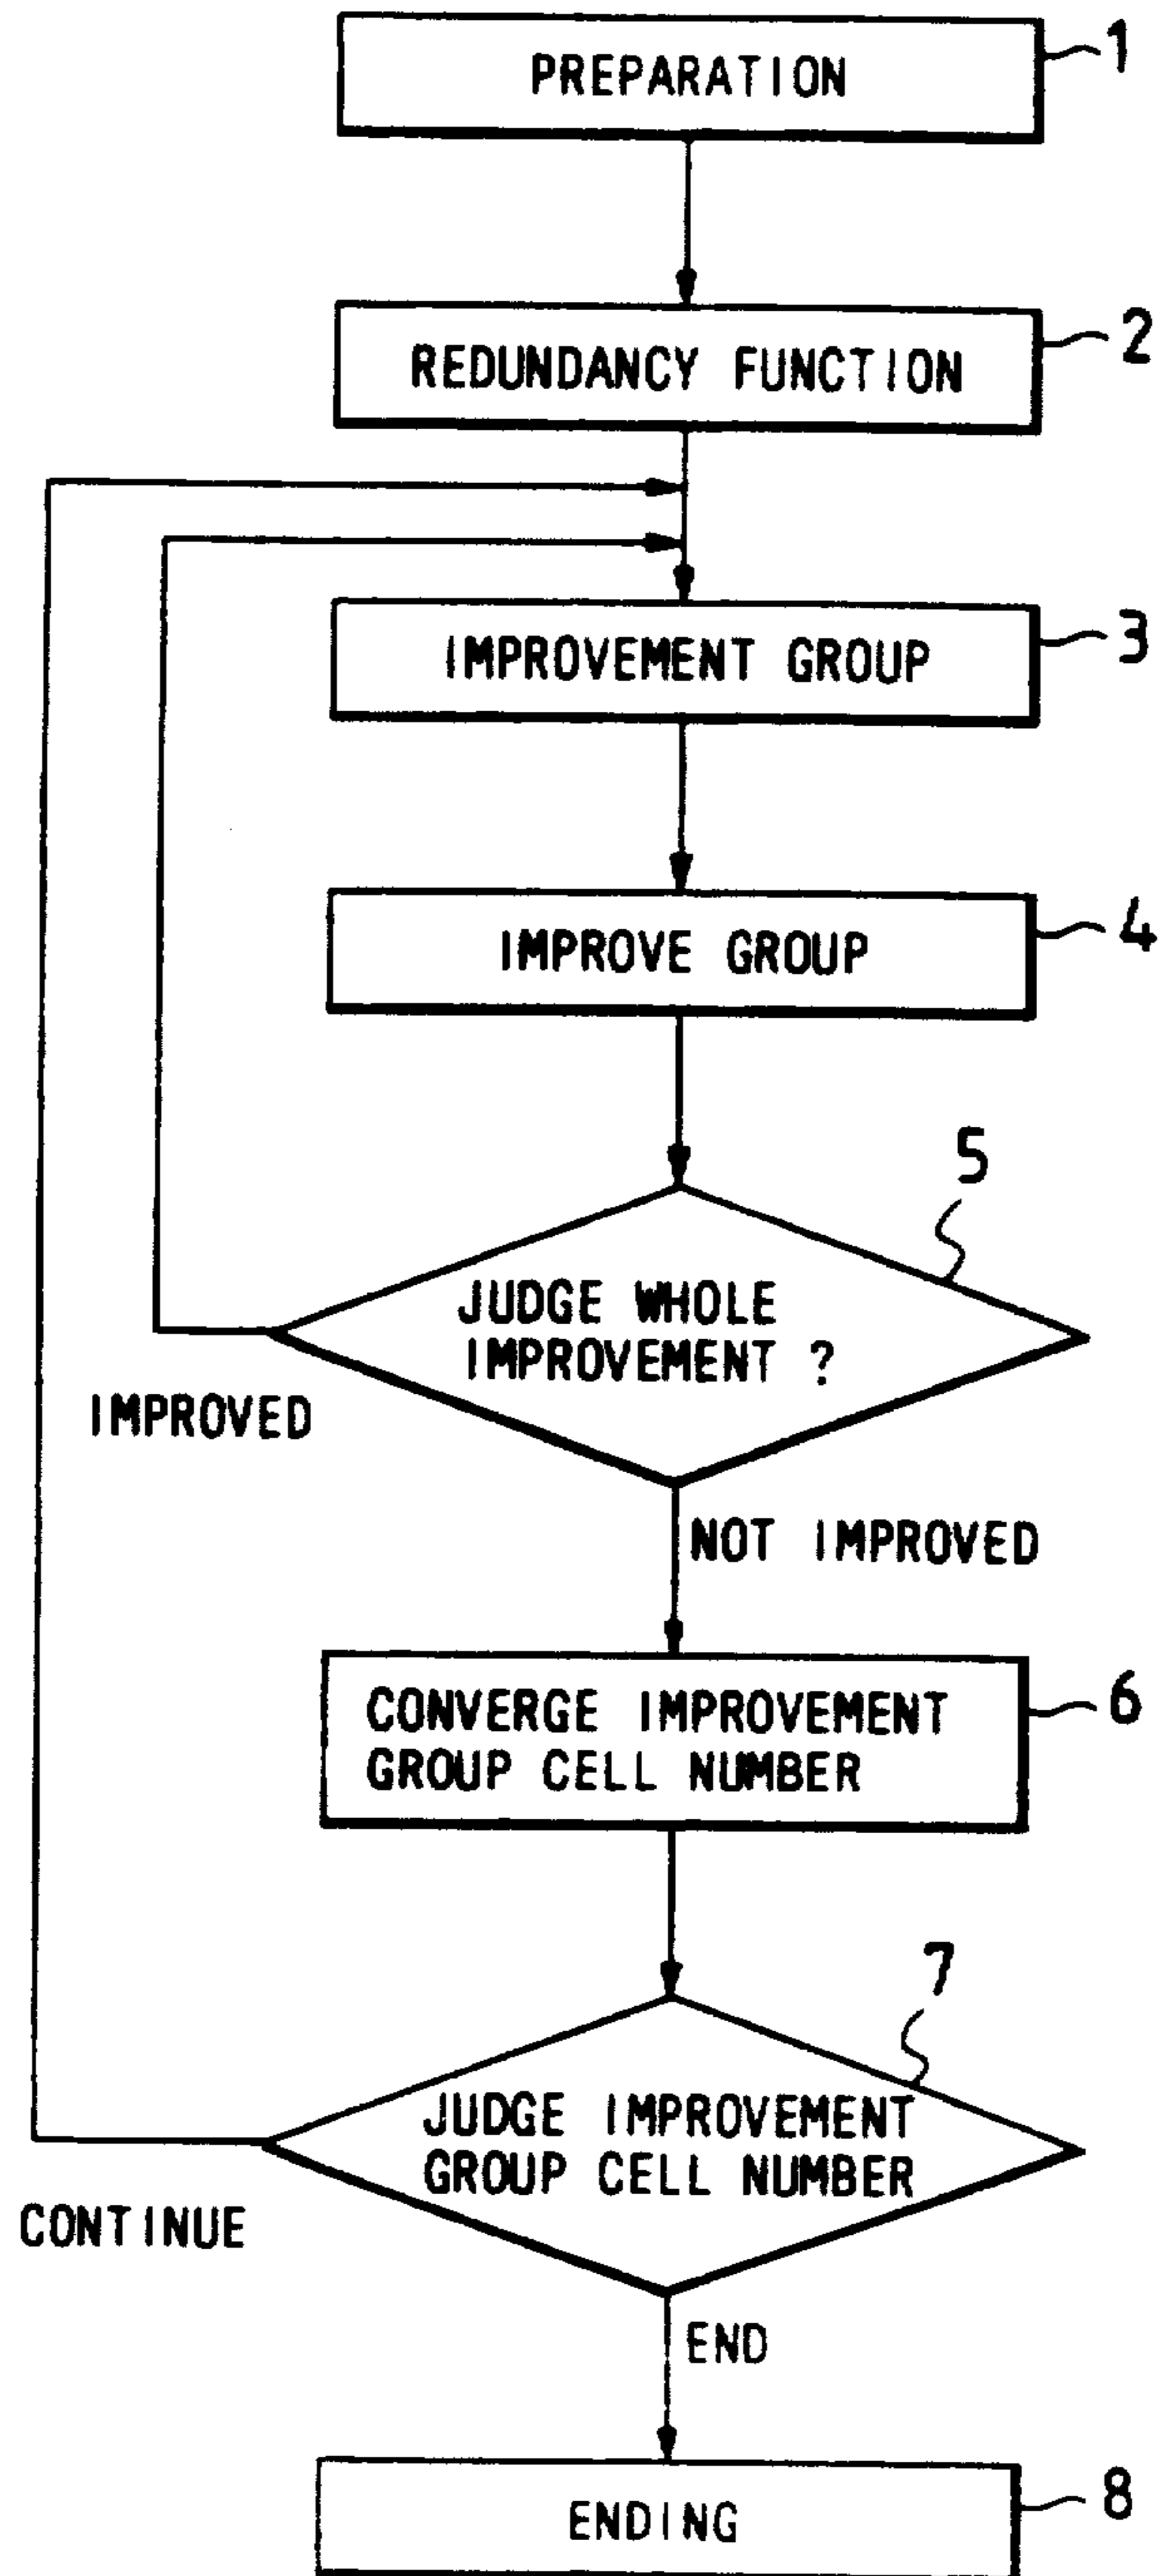 PREPARATION
1
REDUNDANCY FUNCTION
2
IMPROVEMENT GROUP
3
IMPROVE GROUP
4
5
JUDGE WHOLE
IMPROVEMENT ?
IMPROVED
NOT IMPROVED
CONVERGE IMPROVEMENT
GROUP CELL NUMBER
6
7
JUDGE IMPROVEMENT
GROUP CELL NUMBER
CONTINUE
END
ENDING
8